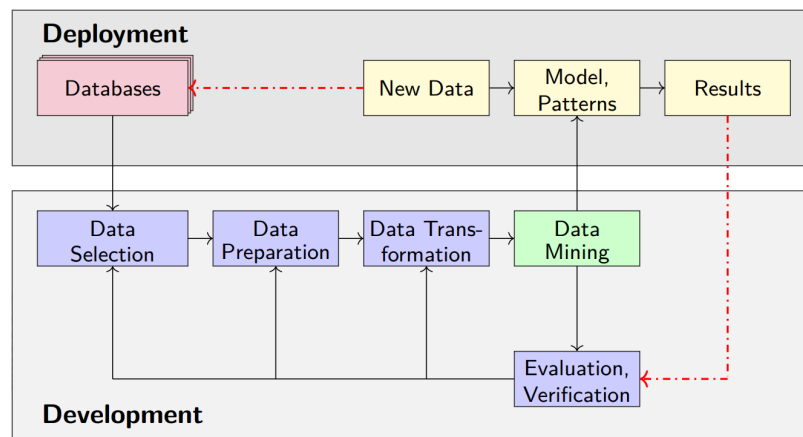 Deployment
Databases
New Data
Model,
Patterns
Results
Data
Selection
Data
Preparation
Data Trans-
formation
Data
Mining
Evaluation,
Verification
Development